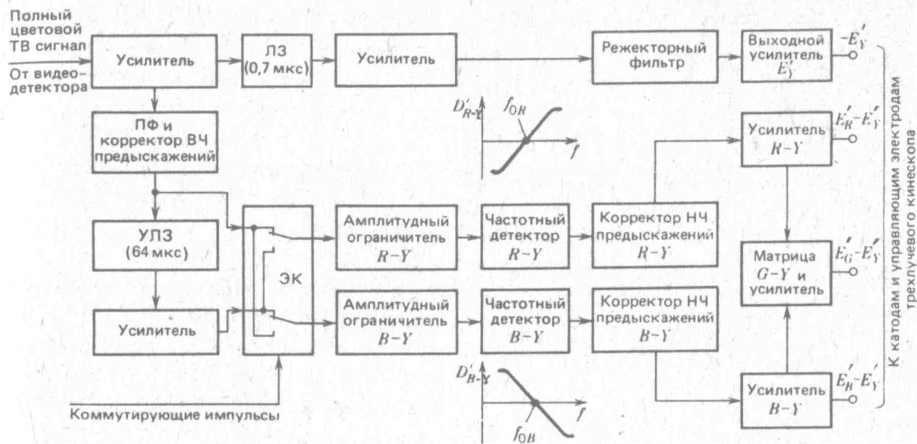 Полный
цветовой
ТВ сигнал
От видео-
детектора
Усилитель
ЛЗ
(0,7 мкс)
Усилитель
Режекторный
фильтр
Выходной
усилитель
E′Y
-E′Y
ПФ и
корректор ВЧ
предыскажений
D′R-Y
fOR
f
Усилитель
R-Y
E′R-E′Y
УЛЗ
(64 мкс)
ЭК
Амплитудный
ограничитель
R-Y
Частотный
детектор
R-Y
Корректор НЧ
предыскажений
R-Y
Матрица
G-Y и
усилитель
E′G-E′Y
Усилитель
Амплитудный
ограничитель
B-Y
Частотный
детектор
B-Y
Корректор НЧ
предыскажений
B-Y
D′B-Y
fOB
f
Усилитель
B-Y
E′B-E′Y
Коммутирующие импульсы
К катодам и управляющим электродам
трехлучевого кинескопа